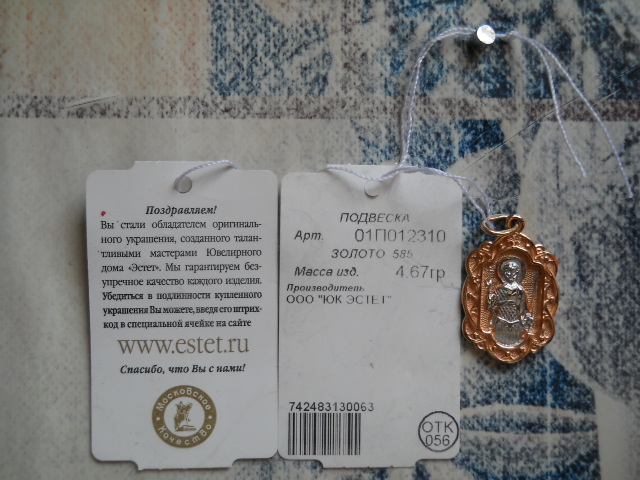 Поздравляем!
Вы стали обладателем оригиналь-
ного украшения, созданного талан-
тливыми мастерами Ювелирного
дома «Эстет». Мы гарантируем без-
упречное качество каждого изделия.
Убедиться в подлинности купленного
украшения Вы можете, введя его штрих-
код в специальной ячейке на сайте
www.estet.ru
Спасибо, что Вы с нами!
Московское
Качество
ПОДВЕСКА
Арт. 01П012310
ЗОЛОТО 585
Масса изд. 4,67гр
Производитель
ООО "ЮК ЭСТЕТ"
742483130063
ОТК
056